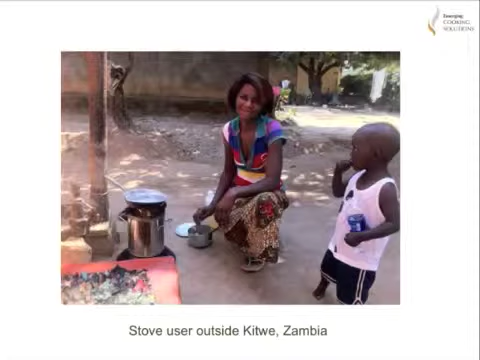 Emerging
COOKING
SOLUTIONS
Stove user outside Kitwe, Zambia